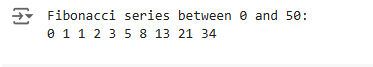 Fibonacci series between 0 and 50:
0 1 1 2 3 5 8 13 21 34